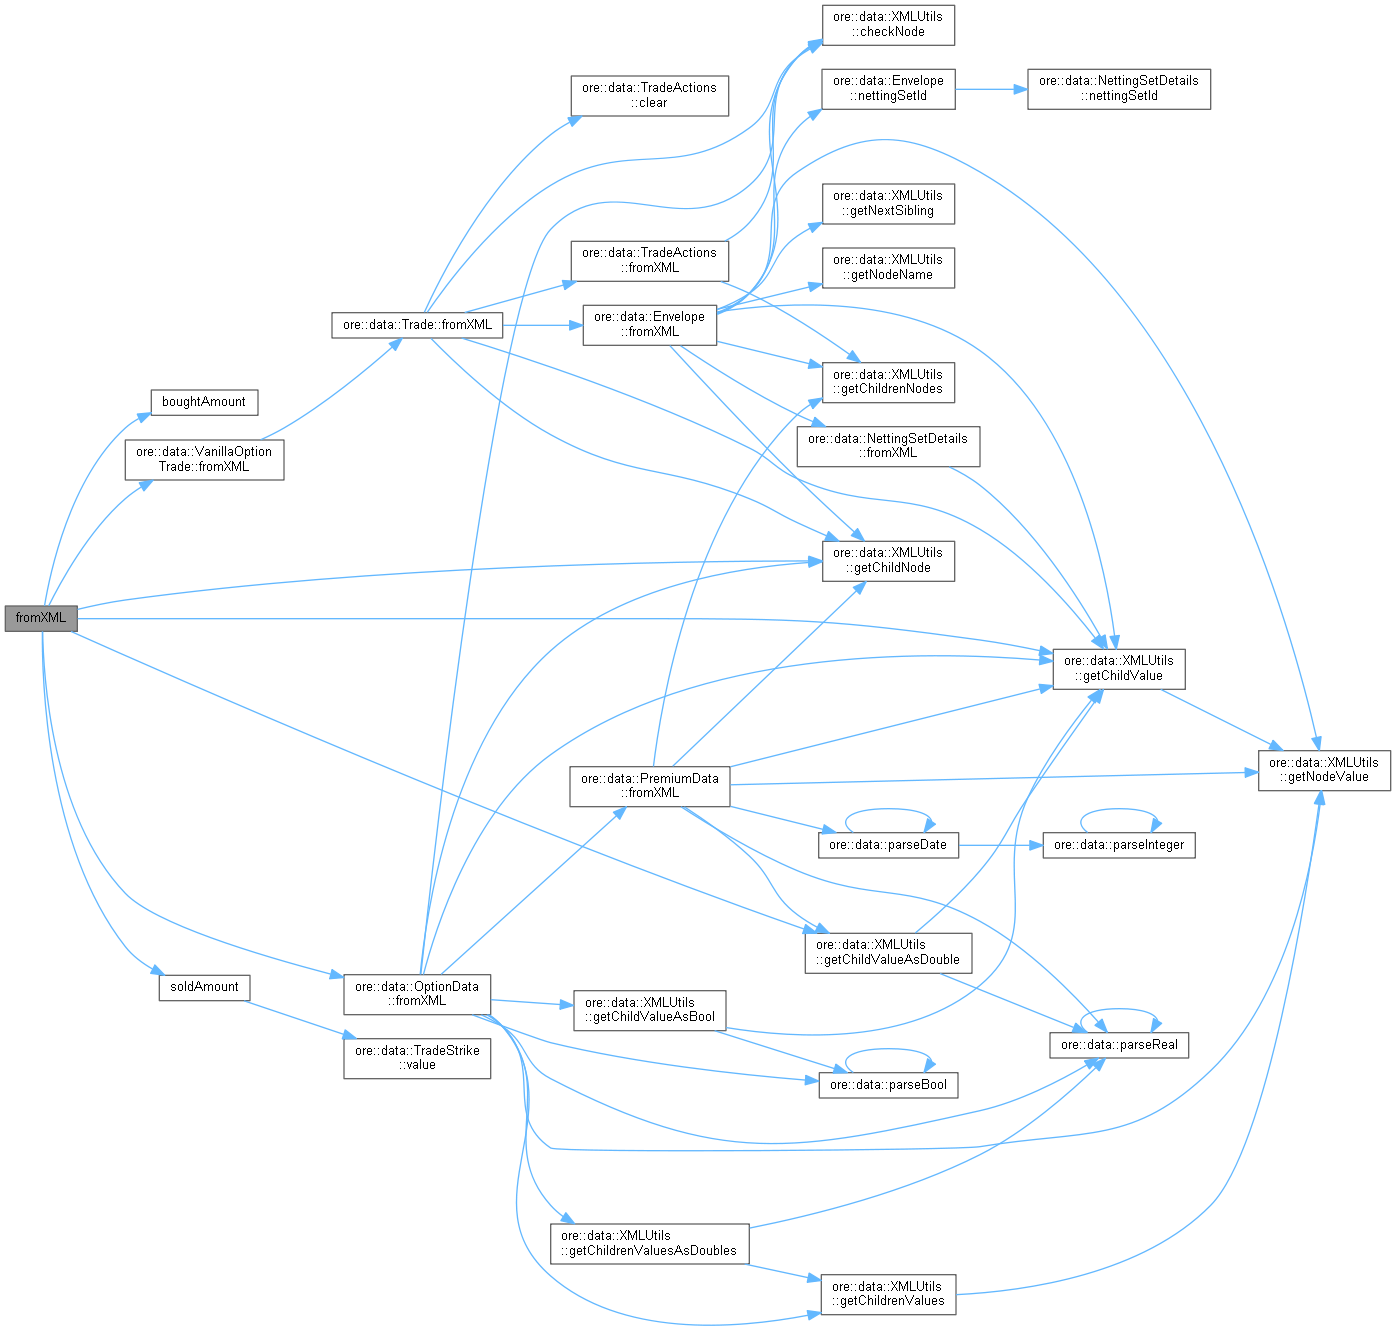 ore::data::XMLUtils
::checkNode
ore::data::TradeActions
::clear
ore::data::Envelope
::nettingSetId
ore::data::NettingSetDetails
::nettingSetId
ore::data::XMLUtils
::getNextSibling
ore::data::TradeActions
::fromXML
ore::data::XMLUtils
::getNodeName
ore::data::Trade::fromXML
ore::data::Envelope
::fromXML
ore::data::XMLUtils
::getChildrenNodes
boughtAmount
ore::data::VanillaOption
Trade::fromXML
ore::data::NettingSetDetails
::fromXML
ore::data::XMLUtils
::getChildNode
fromXML
ore::data::XMLUtils
::getChildValue
ore::data::XMLUtils
::getNodeValue
ore::data::PremiumData
::fromXML
ore::data::parseDate
ore::data::parseInteger
ore::data::XMLUtils
::getChildValueAsDouble
soldAmount
ore::data::OptionData
::fromXML
ore::data::XMLUtils
::getChildValueAsBool
ore::data::parseReal
ore::data::TradeStrike
::value
ore::data::parseBool
ore::data::XMLUtils
::getChildrenValuesAsDoubles
ore::data::XMLUtils
::getChildrenValues